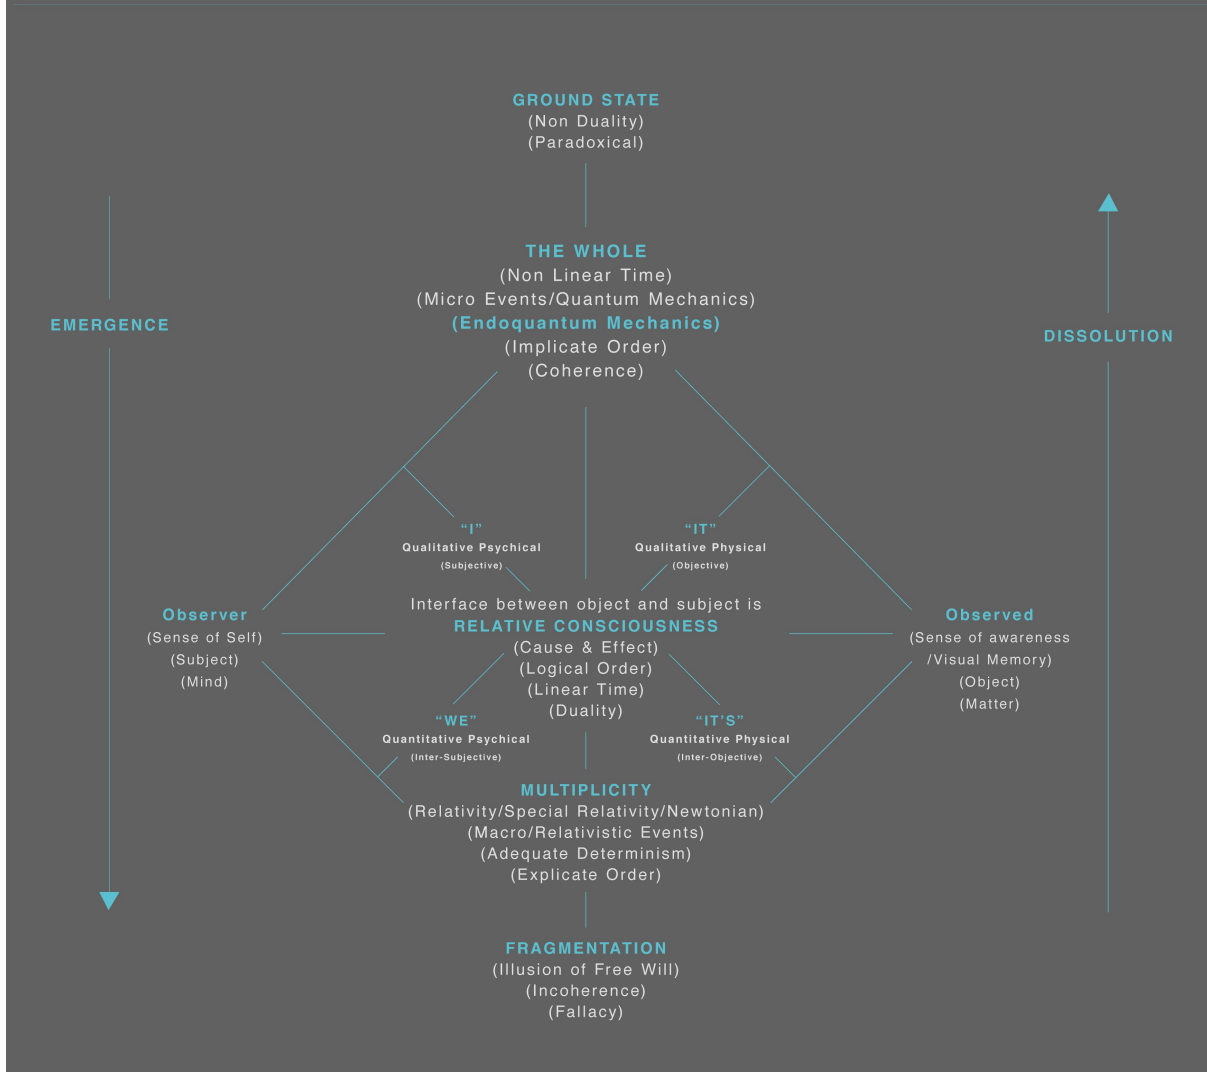 GROUND STATE
(Non Duality)
(Paradoxical)
THE WHOLE
(Non Linear Time)
(Micro Events/Quantum Mechanics)
(Endoquantum Mechanics)
(Implicate Order)
(Coherence)
EMERGENCE
DISSOLUTION
“I”
Qualitative Psychical
(Subjective)
“IT”
Qualitative Physical
(Objective)
Observer
(Sense of Self)
(Subject)
(Mind)
Interface between object and subject is
RELATIVE CONSCIOUSNESS
(Cause & Effect)
(Logical Order)
(Linear Time)
(Duality)
Observed
(Sense of awareness
/Visual Memory)
(Object)
(Matter)
“WE”
Quantitative Psychical
(Inter-Subjective)
“IT’S”
Quantitative Physical
(Inter-Objective)
MULTIPLICITY
(Relativity/Special Relativity/Newtonian)
(Macro/Relativistic Events)
(Adequate Determinism)
(Explicate Order)
FRAGMENTATION
(Illusion of Free Will)
(Incoherence)
(Fallacy)